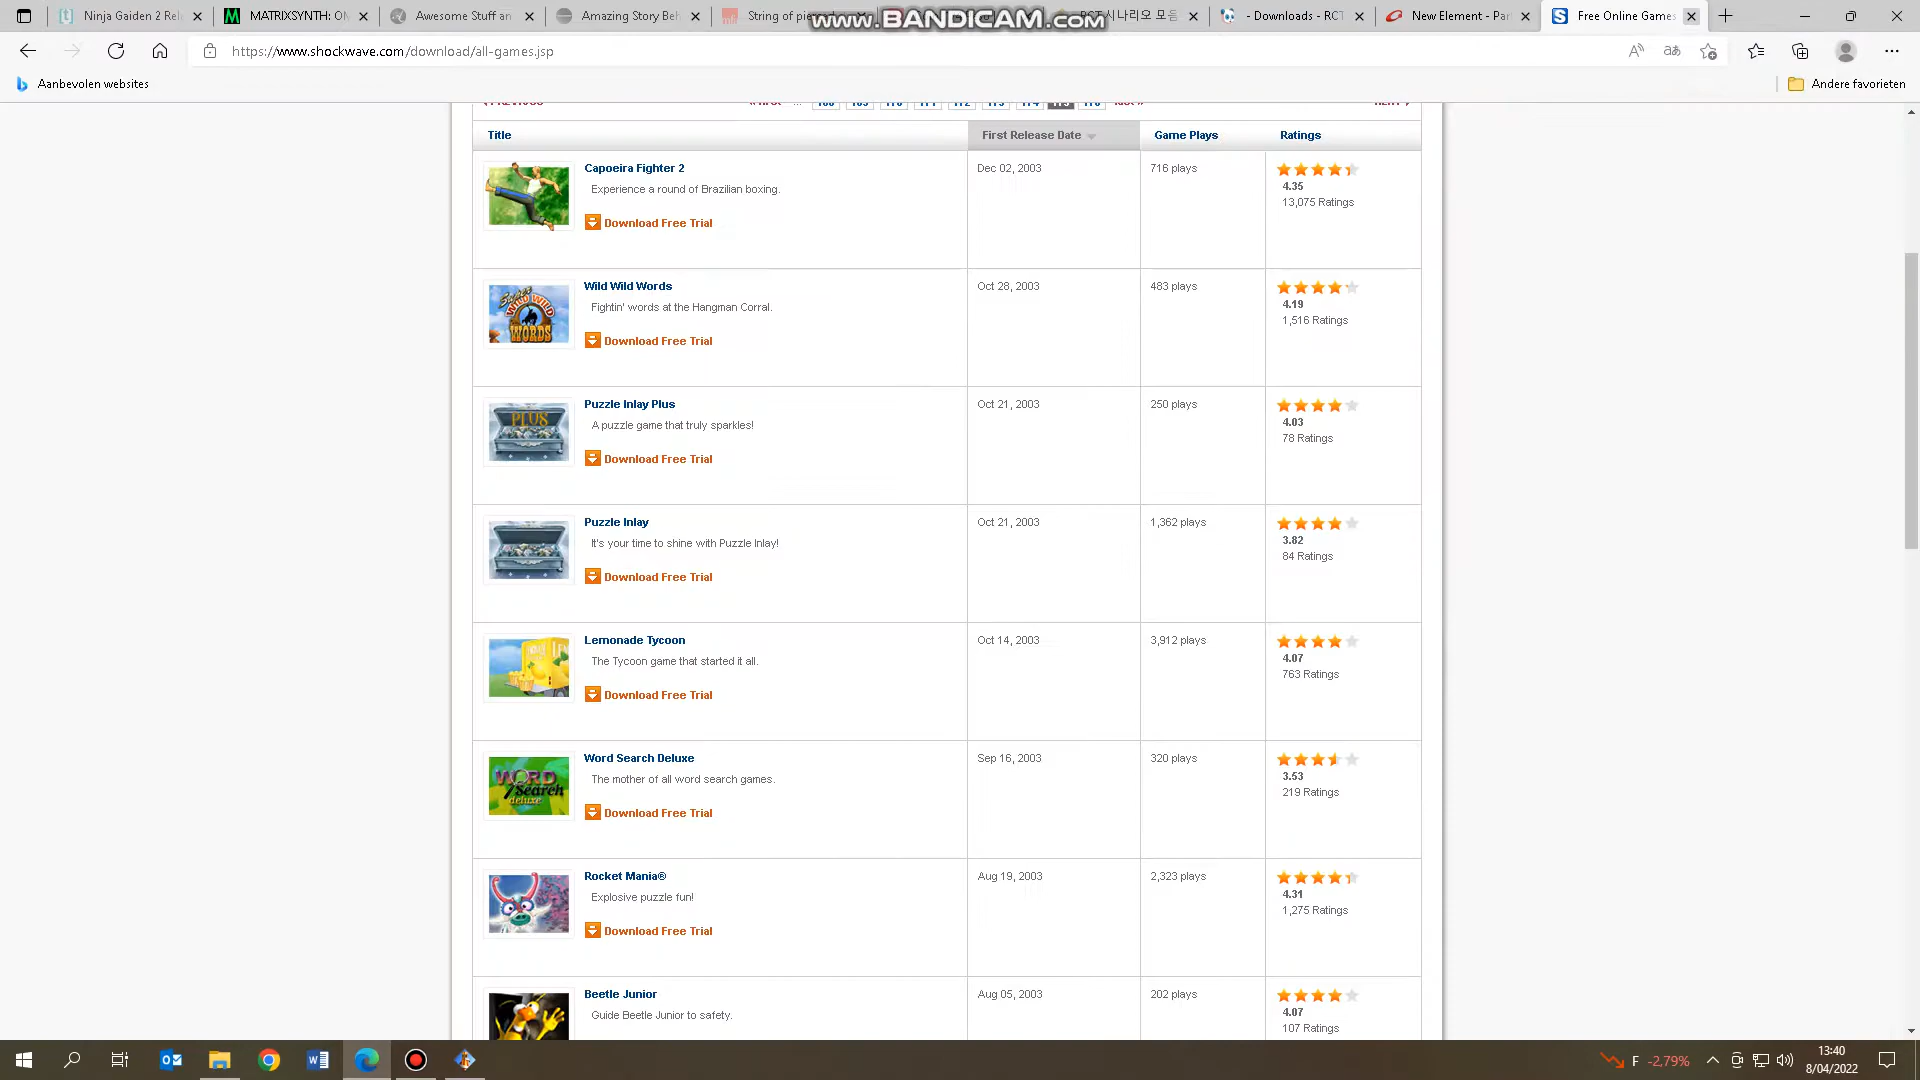 Ninja Gaiden 2 Rel
MATRIXSYNTH: ON
Awesome Stuff an
Amazing Story Beh
String of pie
RCT 시나리오 모음
- Downloads - RCT
New Element - Par
Free Online Games
www.BANDICAM.com
https://www.shockwave.com/download/all-games.jsp
Aanbevolen websites
Andere favorieten
Title
First Release Date
Game Plays
Ratings
Capoeira Fighter 2
Dec 02, 2003
716 plays
Experience a round of Brazilian boxing.
4.35
13,075 Ratings
Download Free Trial
Wild Wild Words
Oct 28, 2003
483 plays
Fightin' words at the Hangman Corral.
4.19
1,516 Ratings
Super
WILD WILD
WORDS
Download Free Trial
Puzzle Inlay Plus
Oct 21, 2003
250 plays
PLUS
A puzzle game that truly sparkles!
4.03
78 Ratings
Download Free Trial
Puzzle Inlay
Oct 21, 2003
1,362 plays
It's your time to shine with Puzzle Inlay!
3.82
84 Ratings
Download Free Trial
Lemonade Tycoon
Oct 14, 2003
3,912 plays
The Tycoon game that started it all.
4.07
763 Ratings
Download Free Trial
Word Search Deluxe
Sep 16, 2003
320 plays
The mother of all word search games.
3.53
219 Ratings
WORD
Search
deluxe
Download Free Trial
Rocket Mania®
Aug 19, 2003
2,323 plays
Explosive puzzle fun!
4.31
1,275 Ratings
Download Free Trial
Beetle Junior
Aug 05, 2003
202 plays
Guide Beetle Junior to safety.
4.07
107 Ratings
F -2,79%
13:40
8/04/2022